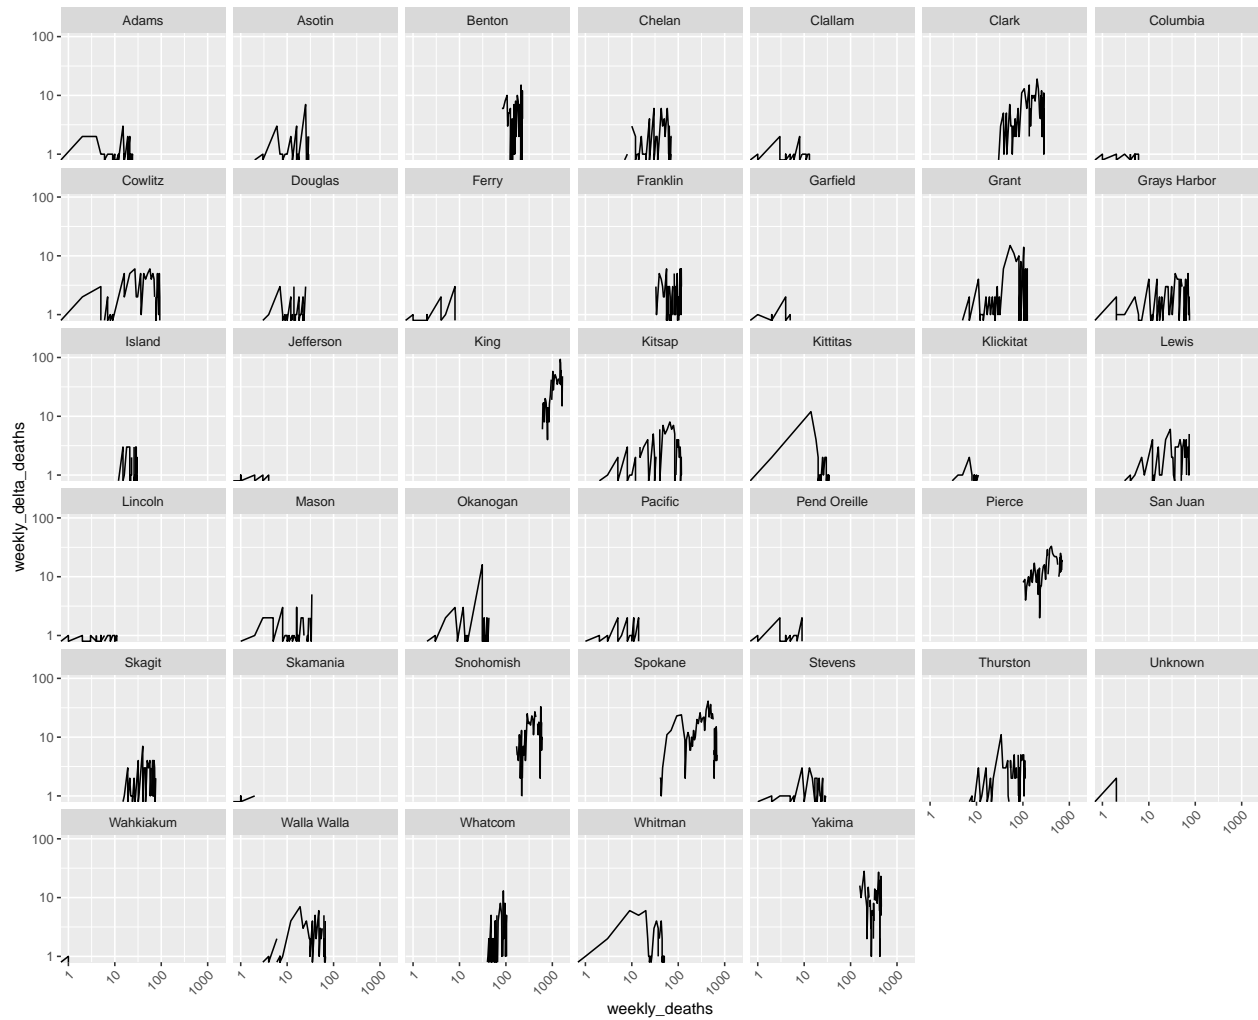 Adams Asotin Benton Chelan Clallam Clark Columbia
100
10
1
Cowlitz Douglas Ferry Franklin Garfield Grant Grays Harbor
100
10
1
Island Jefferson King Kitsap Kittitas Klickitat Lewis
100
10
1
Lincoln Mason Okanogan Pacific Pend Oreille Pierce San Juan
100
10
1
Skagit Skamania Snohomish Spokane Stevens Thurston Unknown
100
10
1
1 10 100 1000 1 10 100 1000
Wahkiakum Walla Walla Whatcom Whitman Yakima
100
10
1
1 10 100 1000 1 10 100 1000 1 10 100 1000 1 10 100 1000 1 10 100 1000
weekly_deaths
weekly_delta_deaths